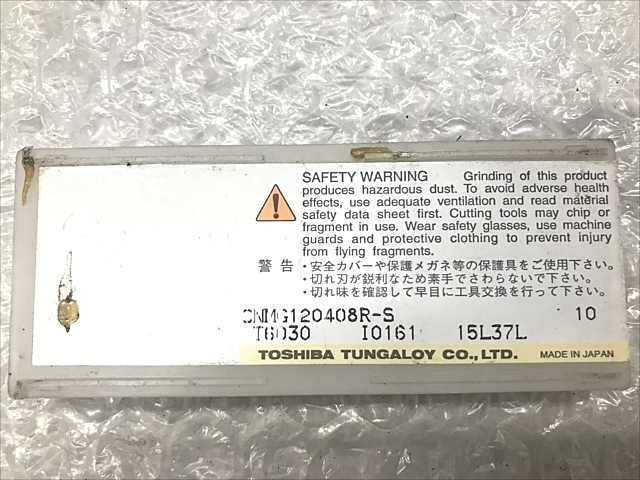 SAFETY WARNING Grinding of this product
produces hazardous dust. To avoid adverse health
effects, use adequate ventilation and read material
safety data sheet first. Cutting tools may chip or
fragment in use. Wear safety glasses, use machine
guards and protective clothing to prevent injury
from flying fragments.
警告・安全カバーや保護メガネ等の保護具をご使用下さい。
・切れ刃が鋭利なため素手でさわらないで下さい。
・切れ味を確認して早目に工具交換を行って下さい。
CNMG120408R-S 10
T6030 I0161 15L37L
TOSHIBA TUNGALOY CO., LTD. MADE IN JAPAN